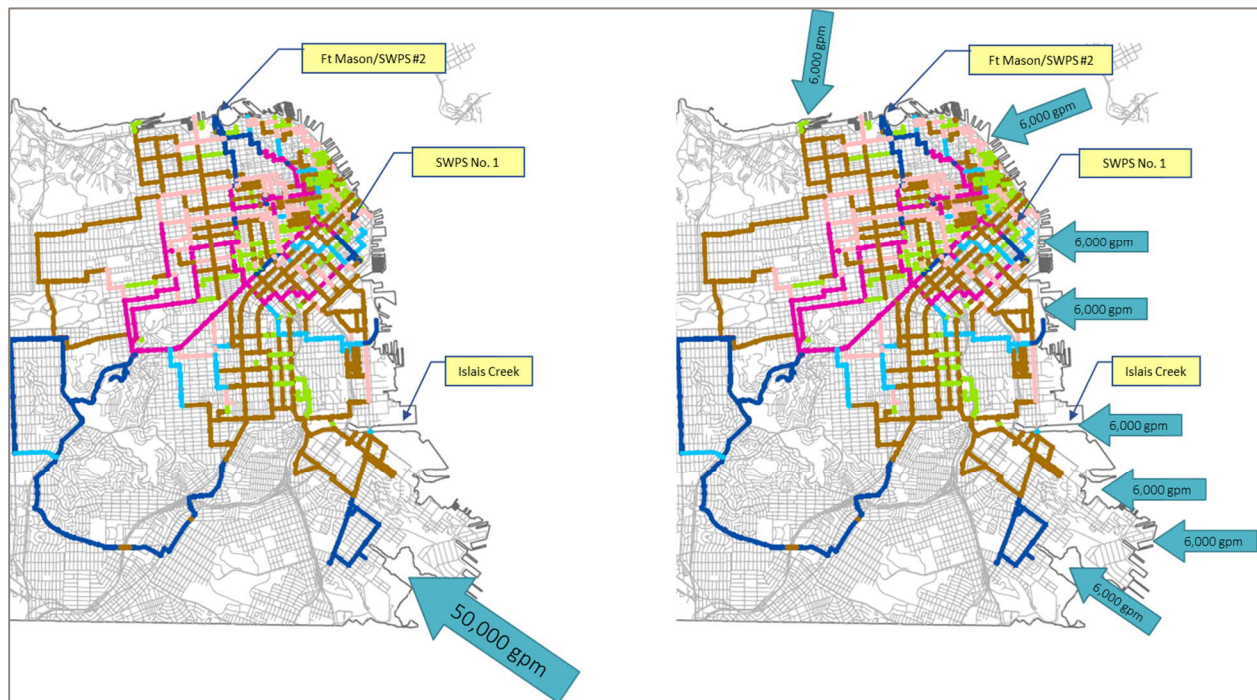 Ft Mason/SWPS #2
SWPS No. 1
Islais Creek
50,000 gpm
6,000 gpm
Ft Mason/SWPS #2
6,000 gpm
SWPS No. 1
6,000 gpm
6,000 gpm
Islais Creek
6,000 gpm
6,000 gpm
6,000 gpm
6,000 gpm